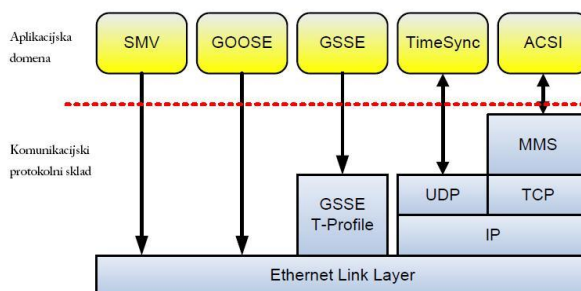 Aplikacijska
domena
SMV
GOOSE
GSSE
TimeSync
ACSI
Komunikacijski
protokolni sklad
MMS
GSSE
T-Profile
UDP
TCP
IP
Ethernet Link Layer